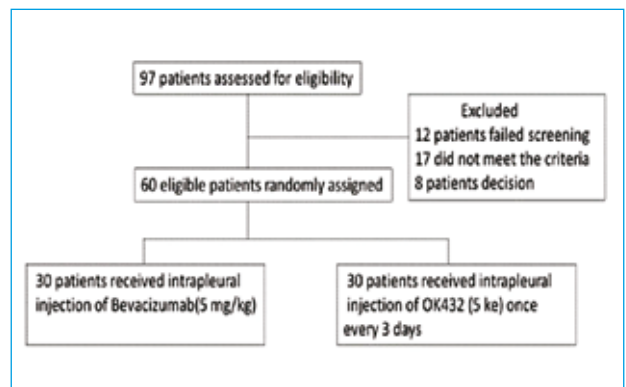 97 patients assessed for eligibility
Excluded
12 patients failed screening
17 did not meet the criteria
8 patients decision
60 eligible patients randomly assigned
30 patients received intrapleural
injection of Bevacizumab(5 mg/kg)
30 patients received intrapleural
injection of OK432 (5 ke) once
every 3 days